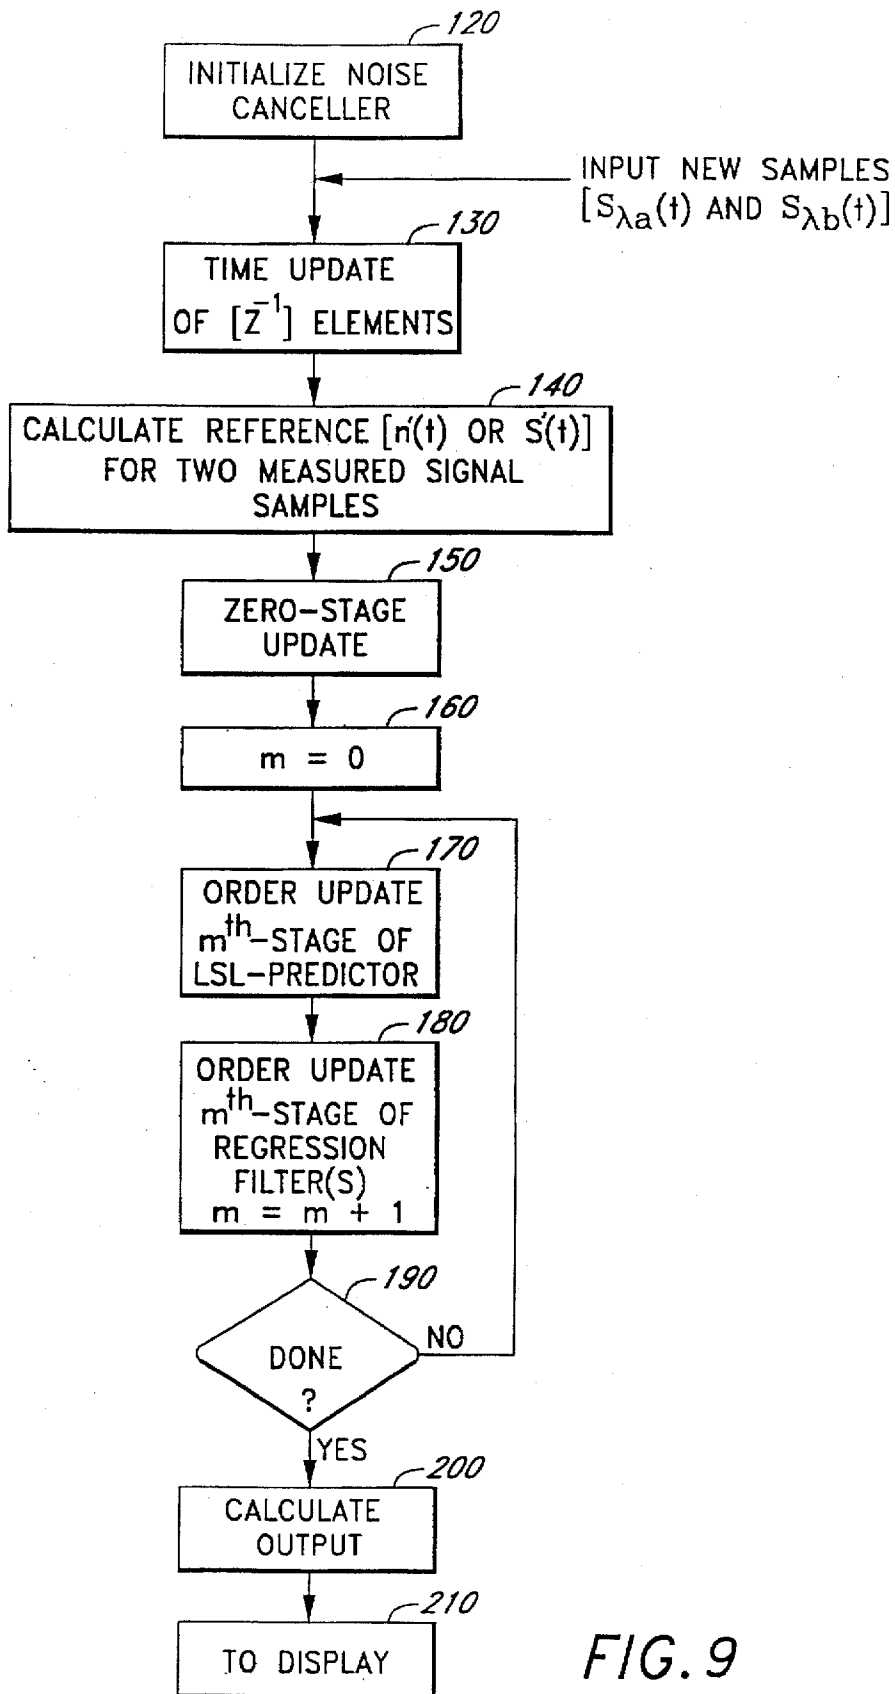 120
INITIALIZE NOISE
CANCELLER
INPUT NEW SAMPLES
[Sλa(t) AND Sλb(t)]
130
TIME UPDATE
OF [Z⁻¹] ELEMENTS
140
CALCULATE REFERENCE [n'(t) OR S'(t)]
FOR TWO MEASURED SIGNAL
SAMPLES
150
ZERO-STAGE
UPDATE
160
m = 0
170
ORDER UPDATE
mth-STAGE OF
LSL-PREDICTOR
180
ORDER UPDATE
mth-STAGE OF
REGRESSION
FILTER(S)
m = m + 1
190
NO
DONE
?
YES
200
CALCULATE
OUTPUT
210
TO DISPLAY
FIG. 9